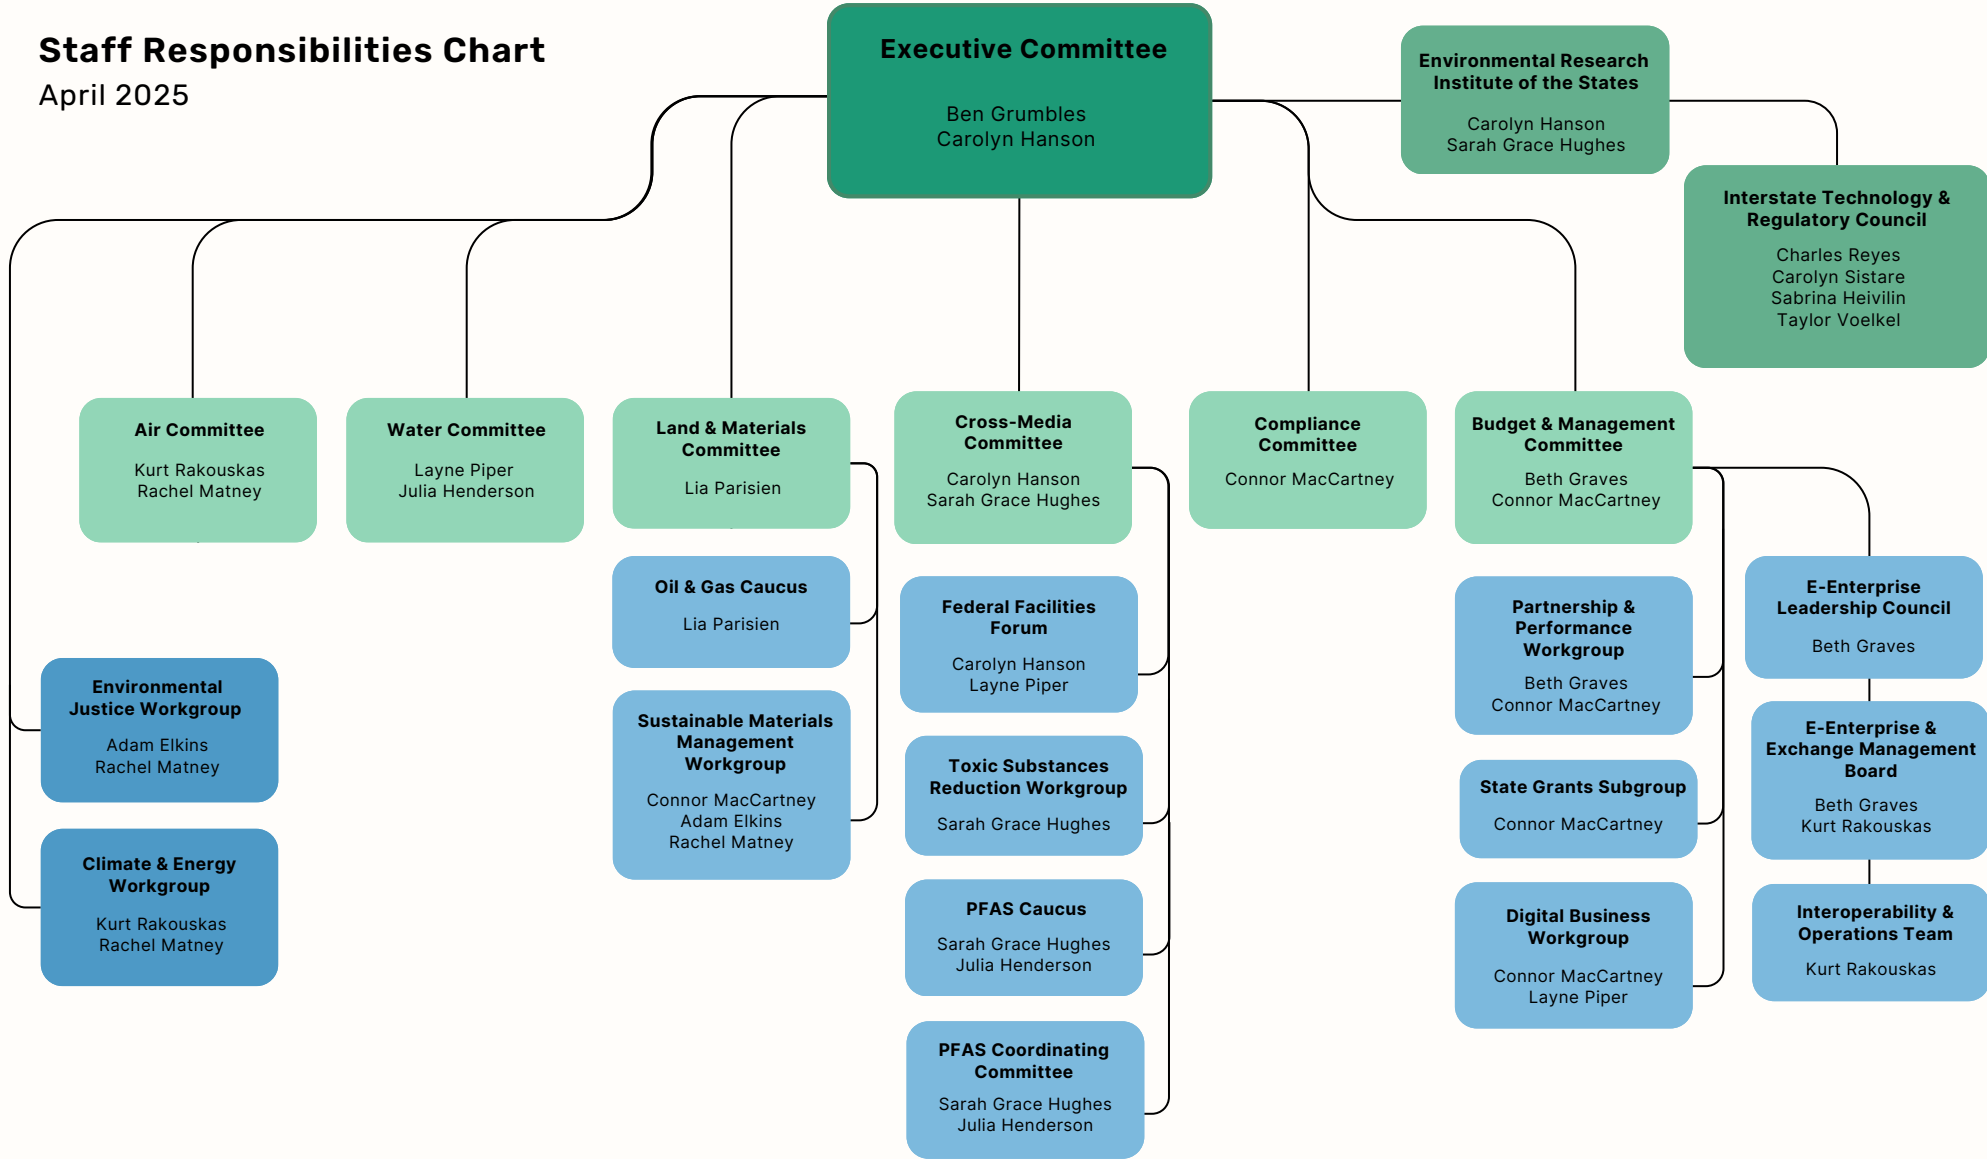 Staff Responsibilities Chart
April 2025
Executive Committee
Ben Grumbles
Carolyn Hanson
Environmental Research
Institute of the States
Carolyn Hanson
Sarah Grace Hughes
Interstate Technology &
Regulatory Council
Charles Reyes
Carolyn Sistare
Sabrina Heivilin
Taylor Voelkel
Air Committee
Kurt Rakouskas
Rachel Matney
Water Committee
Layne Piper
Julia Henderson
Land & Materials
Committee
Lia Parisien
Cross-Media
Committee
Carolyn Hanson
Sarah Grace Hughes
Compliance
Committee
Connor MacCartney
Budget & Management
Committee
Beth Graves
Connor MacCartney
Environmental
Justice Workgroup
Adam Elkins
Rachel Matney
Climate & Energy
Workgroup
Kurt Rakouskas
Rachel Matney
Oil & Gas Caucus
Lia Parisien
Sustainable Materials
Management
Workgroup
Connor MacCartney
Adam Elkins
Rachel Matney
Federal Facilities
Forum
Carolyn Hanson
Layne Piper
Toxic Substances
Reduction Workgroup
Sarah Grace Hughes
PFAS Caucus
Sarah Grace Hughes
Julia Henderson
PFAS Coordinating
Committee
Sarah Grace Hughes
Julia Henderson
Partnership &
Performance
Workgroup
Beth Graves
Connor MacCartney
State Grants Subgroup
Connor MacCartney
Digital Business
Workgroup
Connor MacCartney
Layne Piper
E-Enterprise
Leadership Council
Beth Graves
E-Enterprise &
Exchange Management
Board
Beth Graves
Kurt Rakouskas
Interoperability &
Operations Team
Kurt Rakouskas